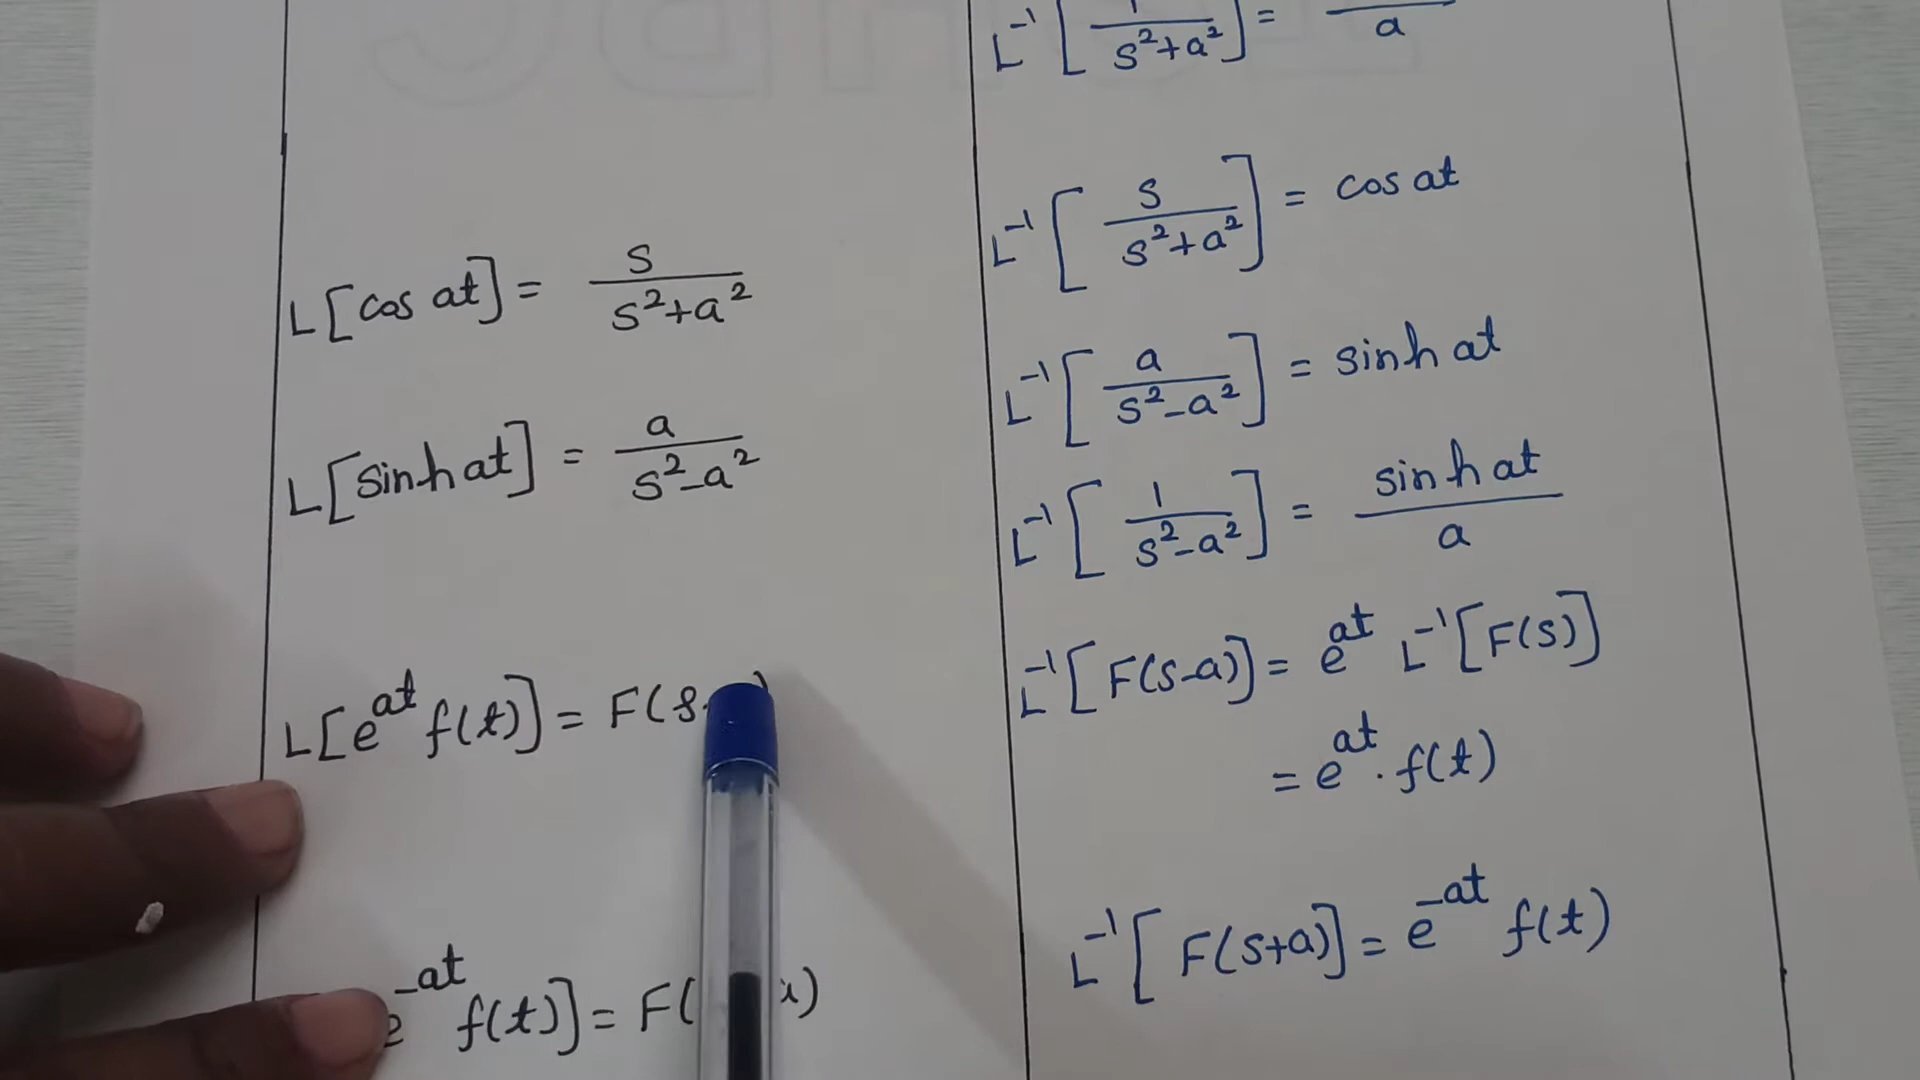 L⁻¹[1/(s²+a²)] = /a
L⁻¹[s/(s²+a²)] = cos at
L[cos at] = s/(s²+a²)
L⁻¹[a/(s²-a²)] = sinh at
L[sinh at] = a/(s²-a²)
L⁻¹[1/(s²-a²)] = sinh at/a
L⁻¹[F(s-a)] = e^at L⁻¹[F(s)]
L[e^at f(t)] = F(s
= e^at . f(t)
L⁻¹[F(s+a)] = e^-at f(t)
e^-at f(t)] = F(